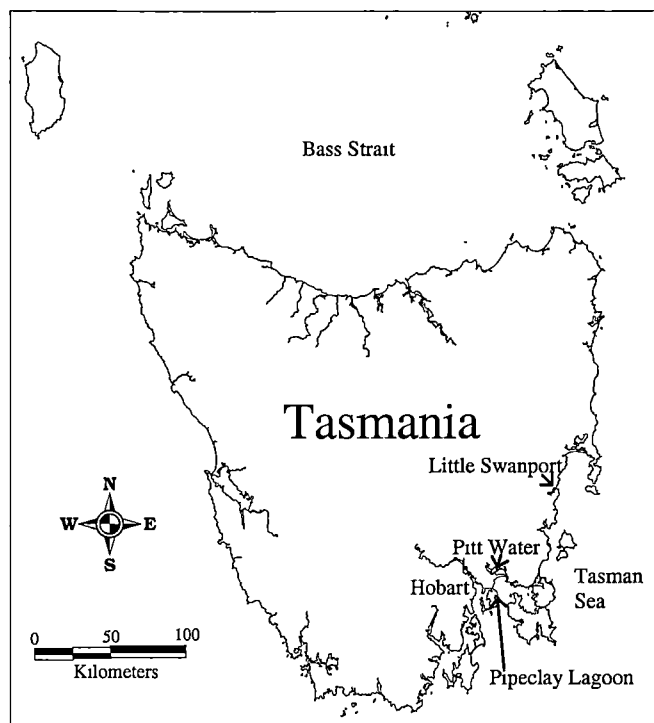 Bass Strait
Tasmania
Little Swanport
N
W E
S
Pitt Water
Hobart
Tasman
Sea
0 50 100
Kilometers
Pipeclay Lagoon